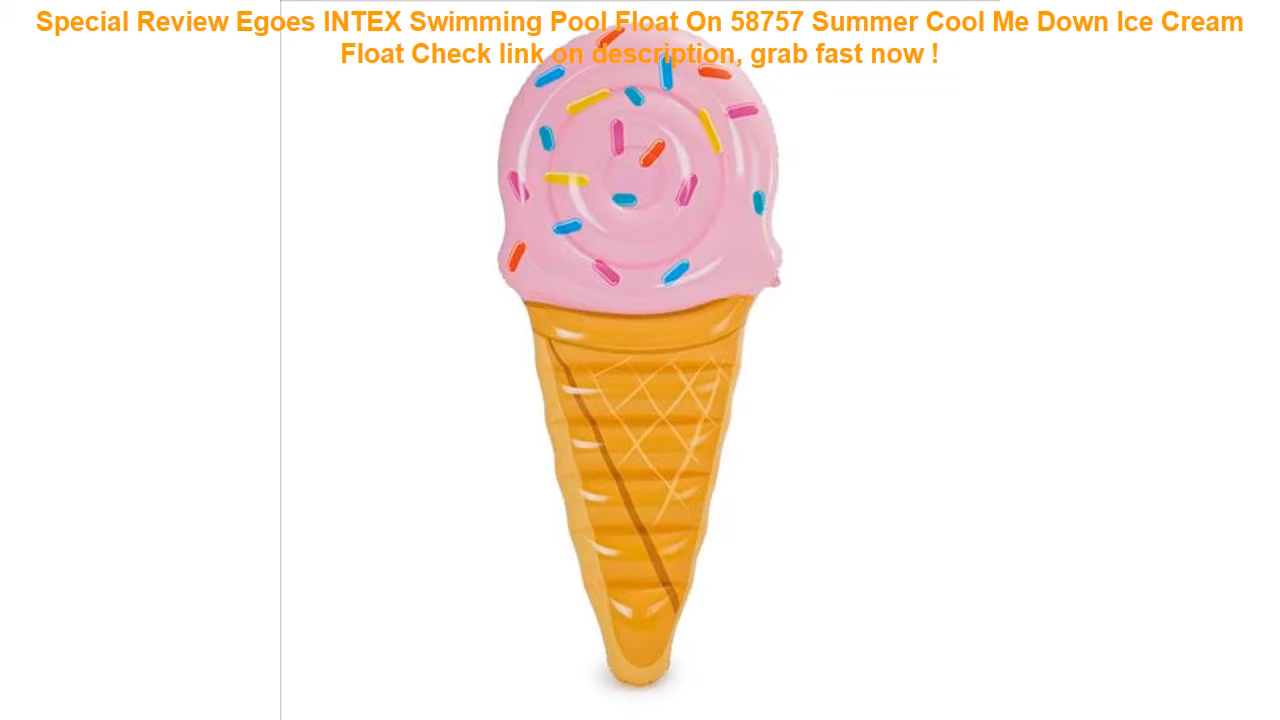 Special Review Egoes INTEX Swimming Pool Float On 58757 Summer Cool Me Down Ice Cream
Float Check link on description, grab fast now !